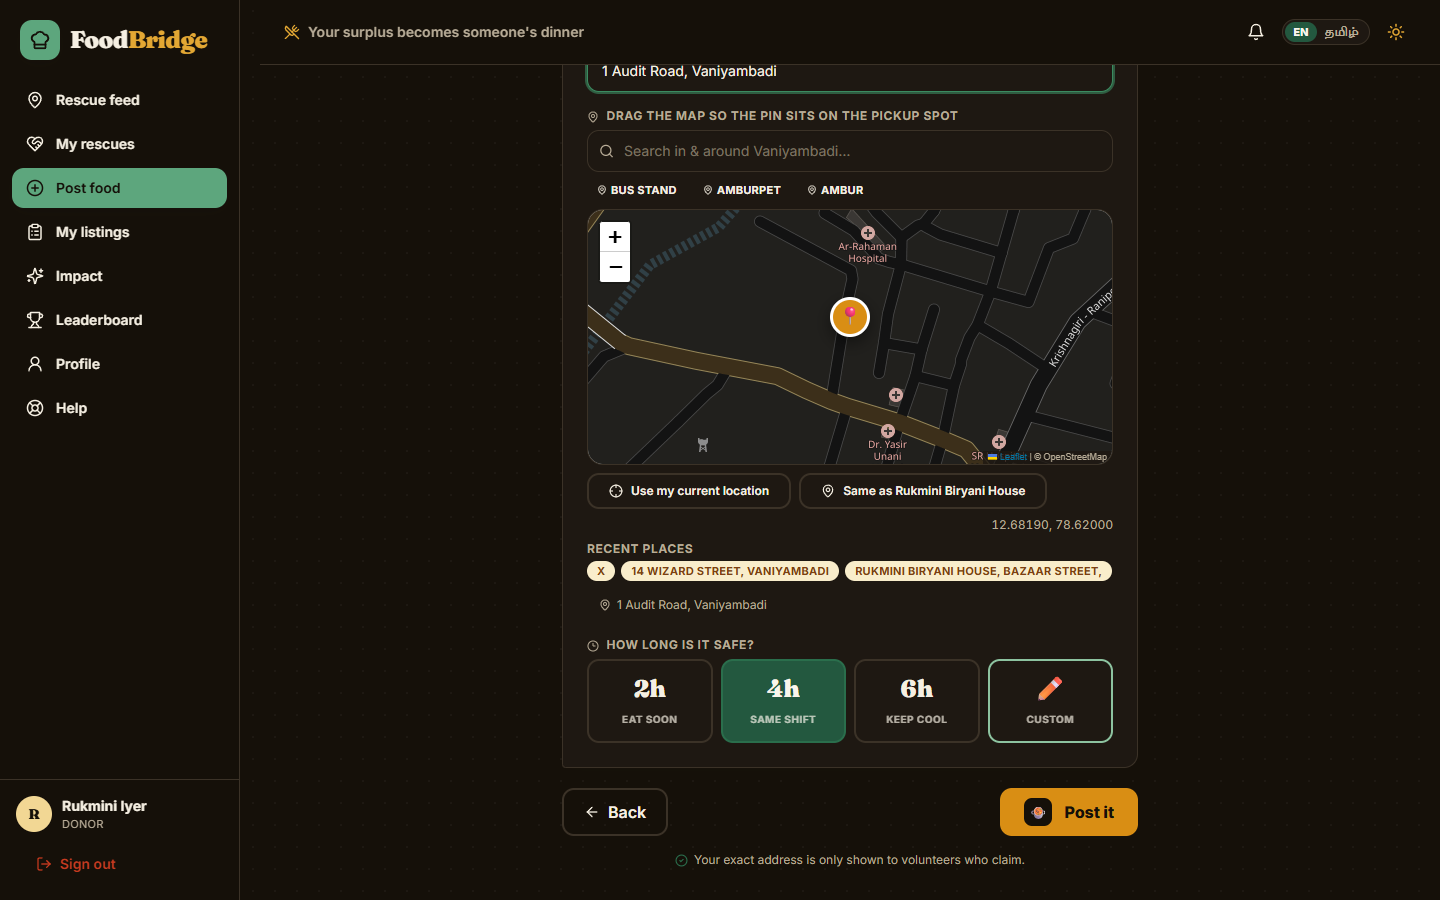 FoodBridge
Rescue feed
My rescues
Post food
My listings
Impact
Leaderboard
Profile
Help
R
Rukmini Iyer
DONOR
Sign out
Your surplus becomes someone's dinner
EN
தமிழ்
1 Audit Road, Vaniyambadi
DRAG THE MAP SO THE PIN SITS ON THE PICKUP SPOT
Search in & around Vaniyambadi...
BUS STAND
AMBURPET
AMBUR
+
−
Ar-Rahaman
Hospital
Krishnagiri - Ranip
Dr. Yasir
Unani
SR
Leaflet | © OpenStreetMap
Use my current location
Same as Rukmini Biryani House
12.68190, 78.62000
RECENT PLACES
X
14 WIZARD STREET, VANIYAMBADI
RUKMINI BIRYANI HOUSE, BAZAAR STREET,
1 Audit Road, Vaniyambadi
HOW LONG IS IT SAFE?
2h
EAT SOON
4h
SAME SHIFT
6h
KEEP COOL
CUSTOM
Back
Post it
Your exact address is only shown to volunteers who claim.